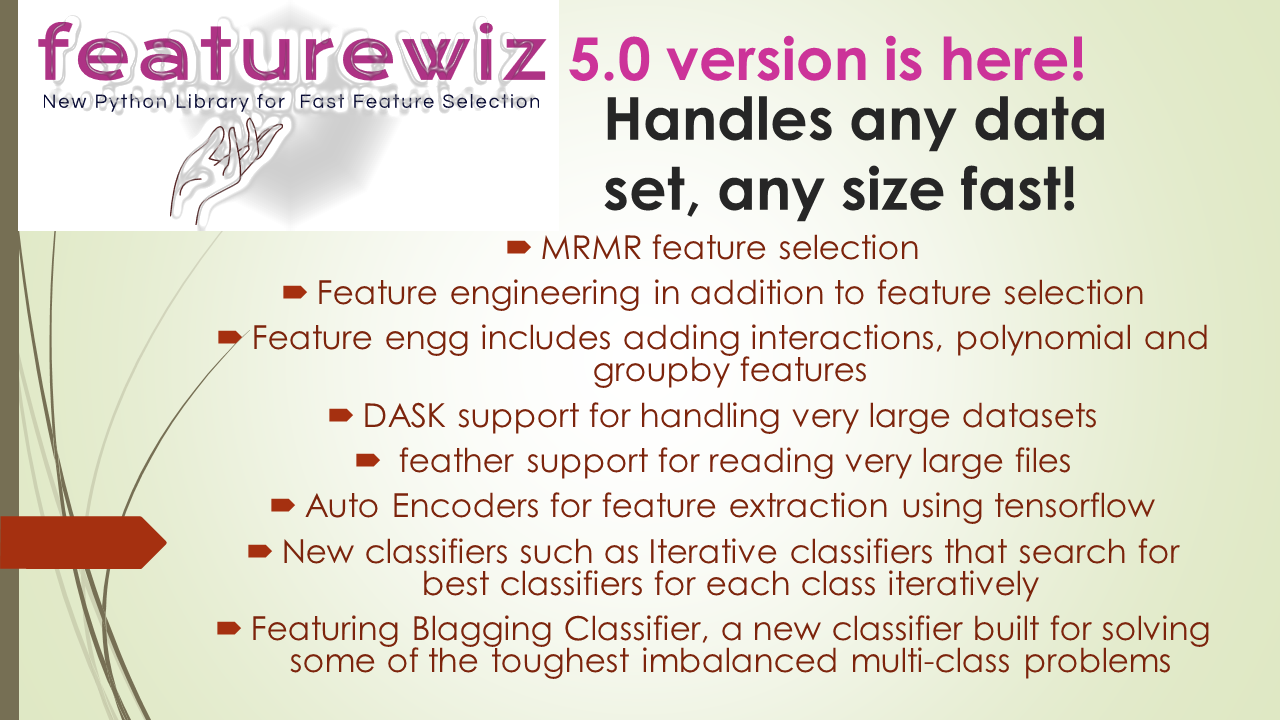 featurewiz 5.0 version is here!
New Python Library for Fast Feature Selection
Handles any data
set, any size fast!
MRMR feature selection
Feature engineering in addition to feature selection
Feature engg includes adding interactions, polynomial and
groupby features
DASK support for handling very large datasets
feather support for reading very large files
Auto Encoders for feature extraction using tensorflow
New classifiers such as Iterative classifiers that search for
best classifiers for each class iteratively
Featuring Blagging Classifier, a new classifier built for solving
some of the toughest imbalanced multi-class problems